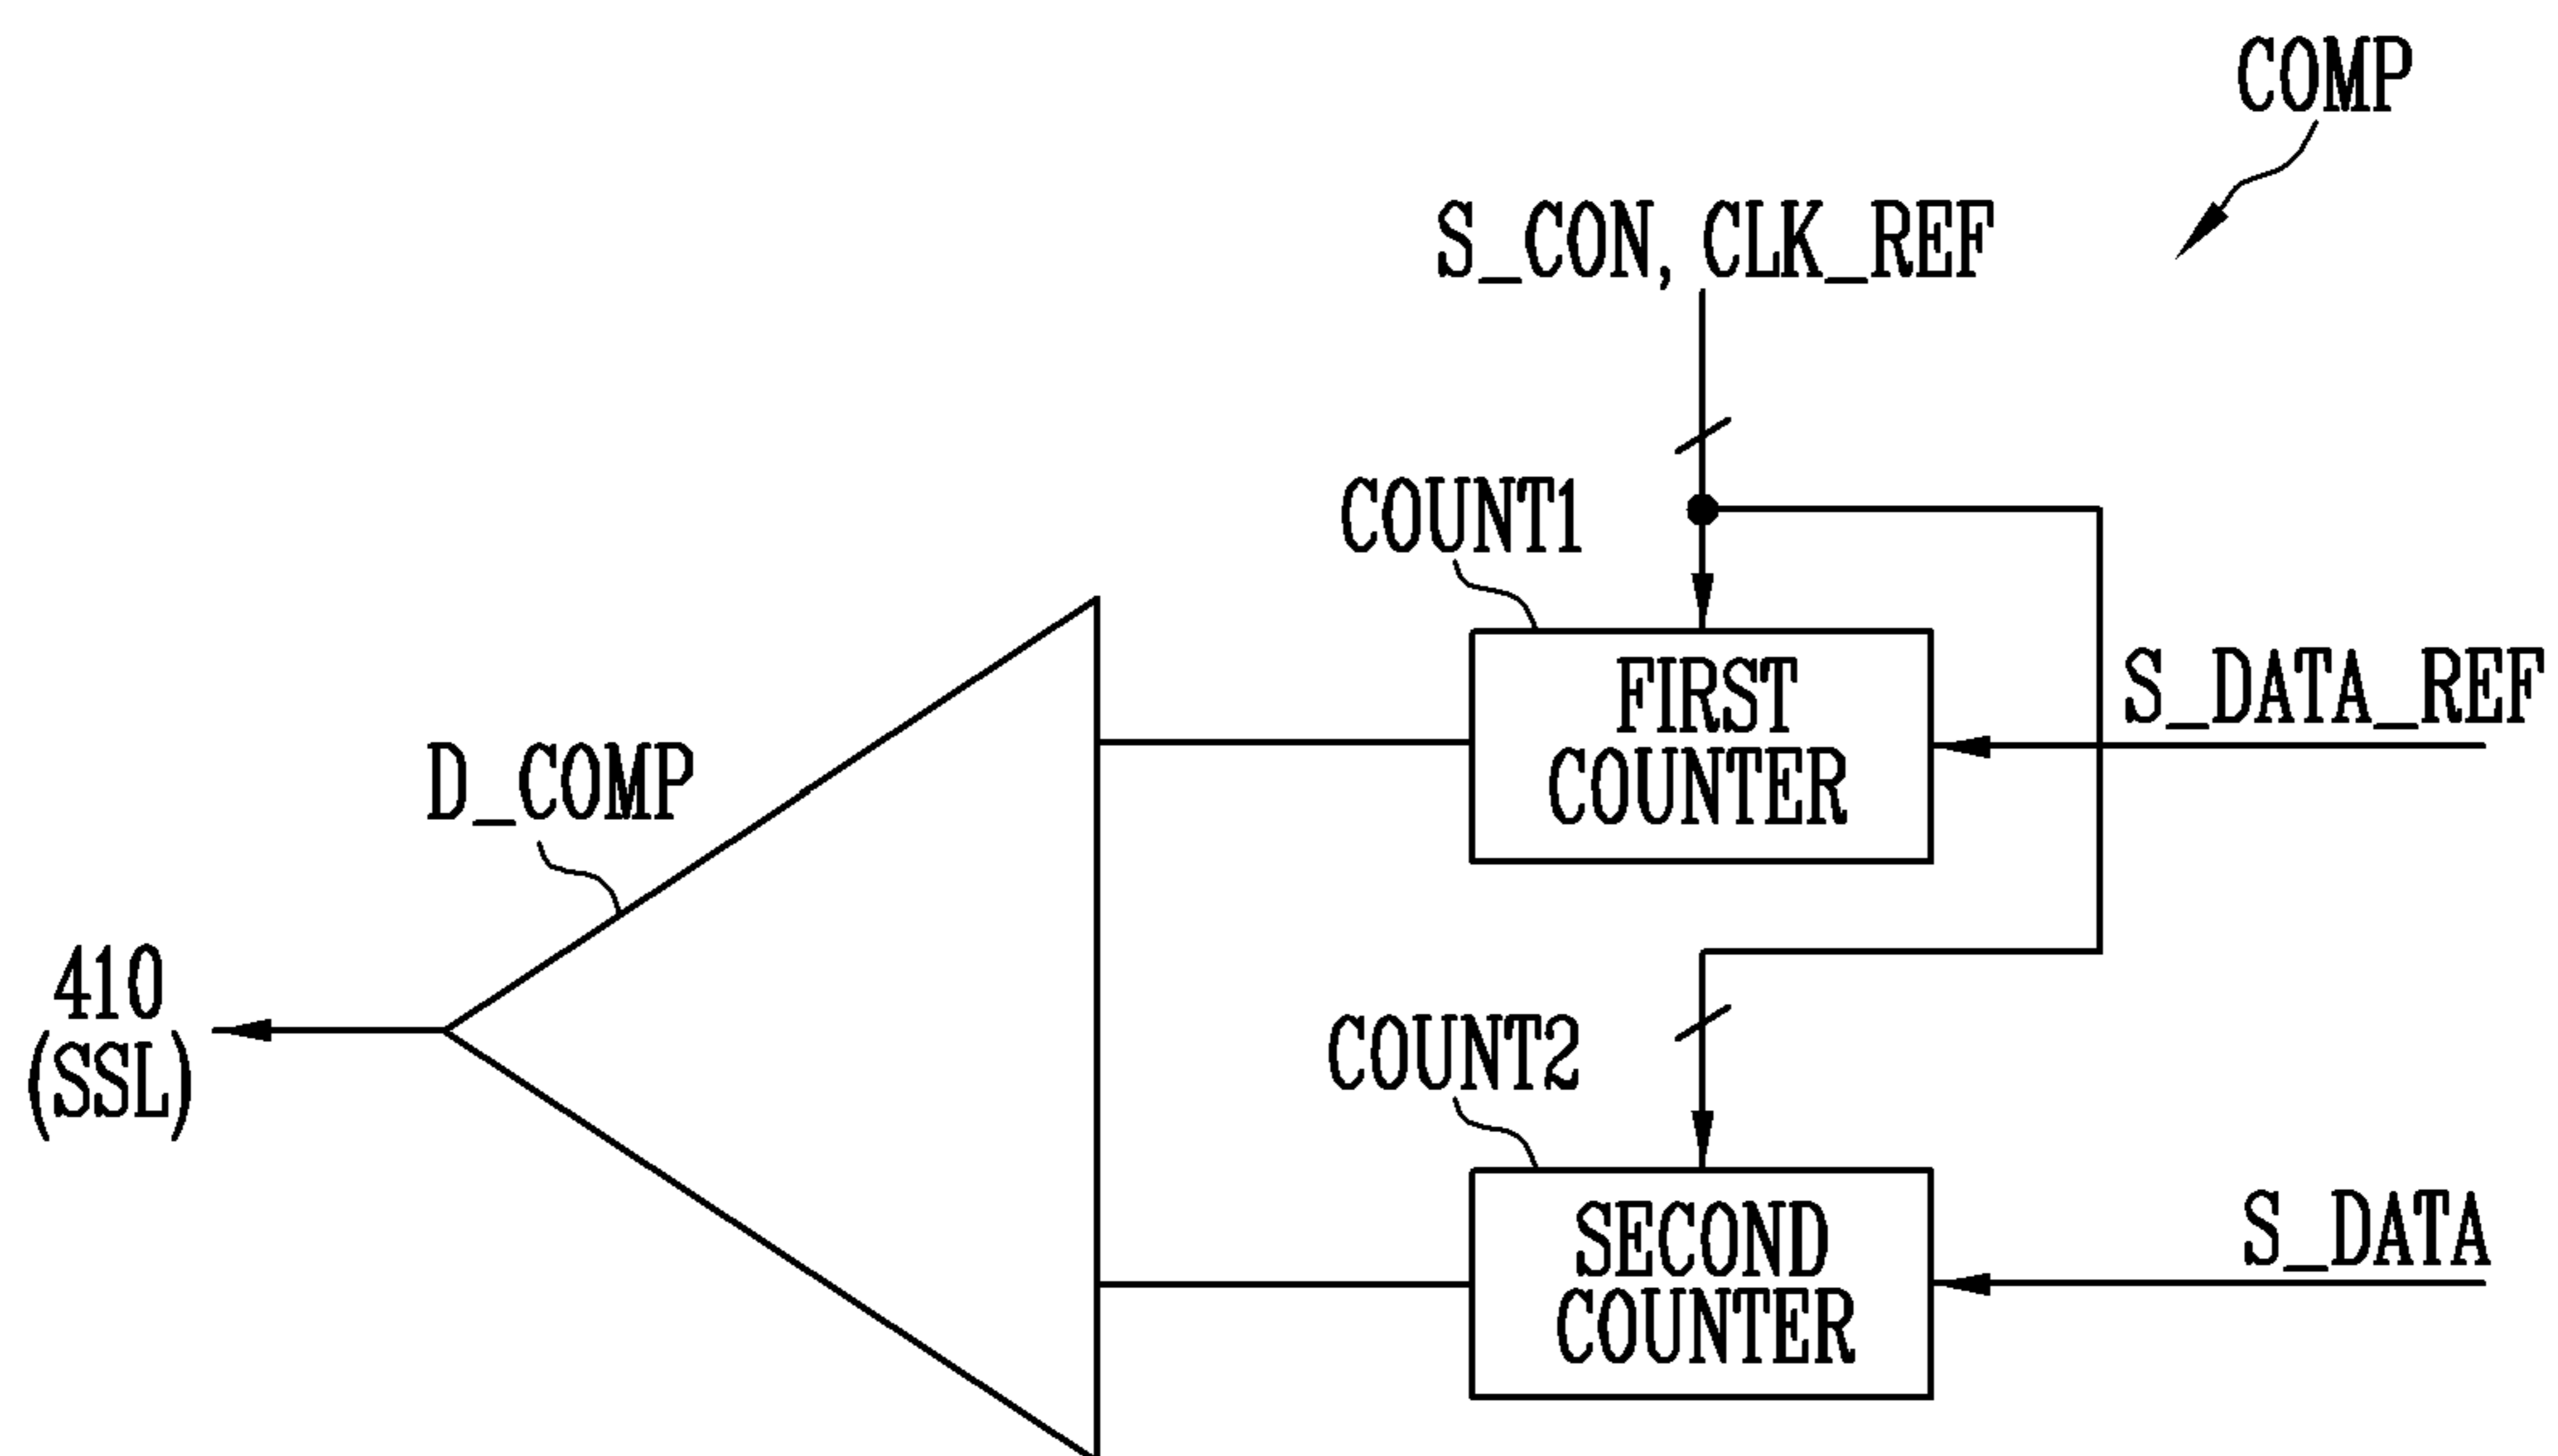 COMP
S_CON, CLK_REF
COUNT1
FIRST
COUNTER
S_DATA_REF
D_COMP
410
(SSL)
COUNT2
SECOND
COUNTER
S_DATA